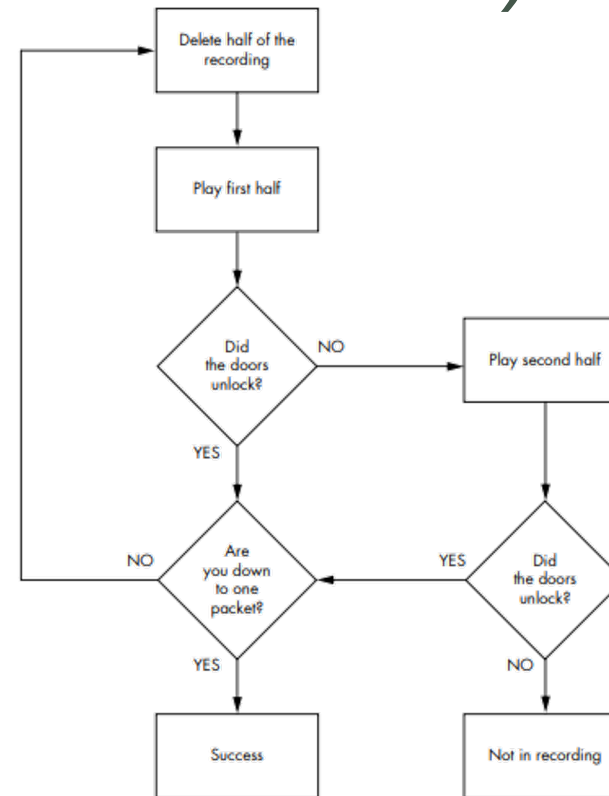 Delete half of the
recording
Play first half
Did
the doors
unlock?
NO
Play second half
YES
Are
you down
to one
packet?
NO
YES
Did
the doors
unlock?
YES
NO
Success
Not in recording